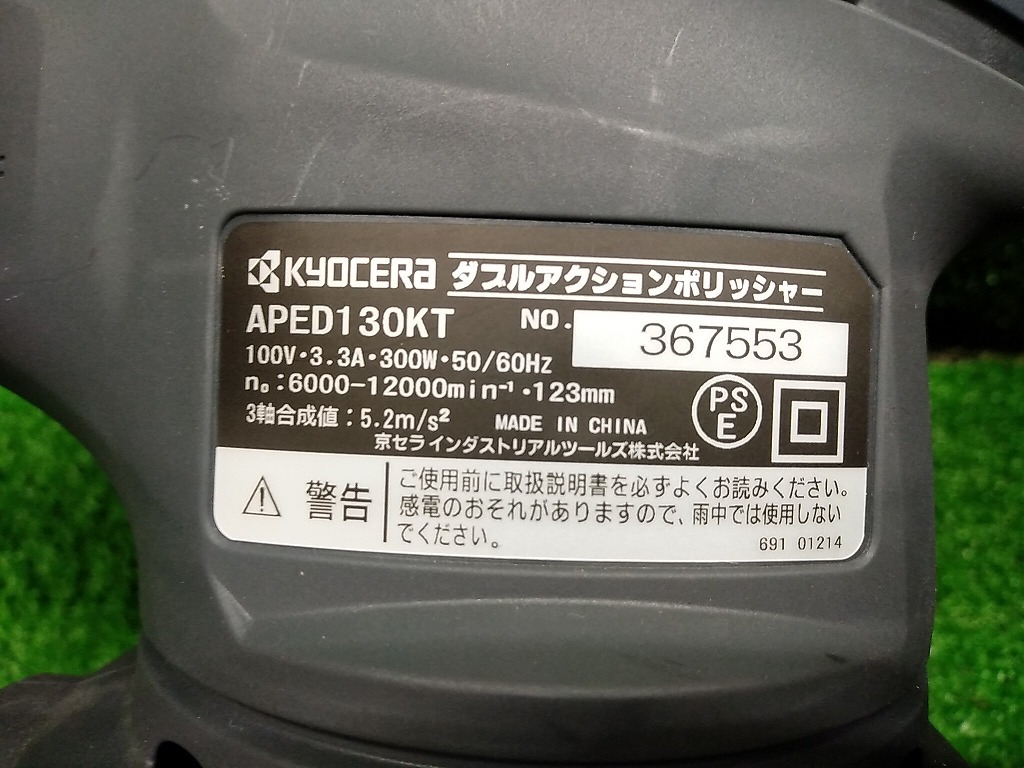 KYOCERA ダブルアクションポリッシャー
APED130KT NO. 367553
100V・3.3A・300W・50/60Hz
n₀:6000-12000min⁻¹・123mm
3軸合成値:5.2m/s² MADE IN CHINA
PS
E
京セラインダストリアルツールズ株式会社
警告
ご使用前に取扱説明書を必ずよくお読みください。
感電のおそれがありますので、雨中では使用しない
でください。
691 01214